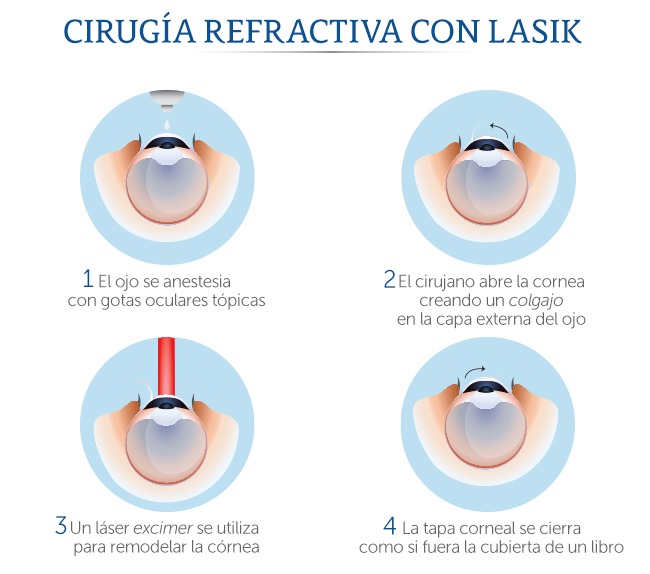 CIRUGÍA REFRACTIVA CON LASIK
1 El ojo se anestesia
con gotas oculares tópicas
2 El cirujano abre la cornea
creando un colgajo
en la capa externa del ojo
3 Un láser excimer se utiliza
para remodelar la córnea
4 La tapa corneal se cierra
como si fuera la cubierta de un libro